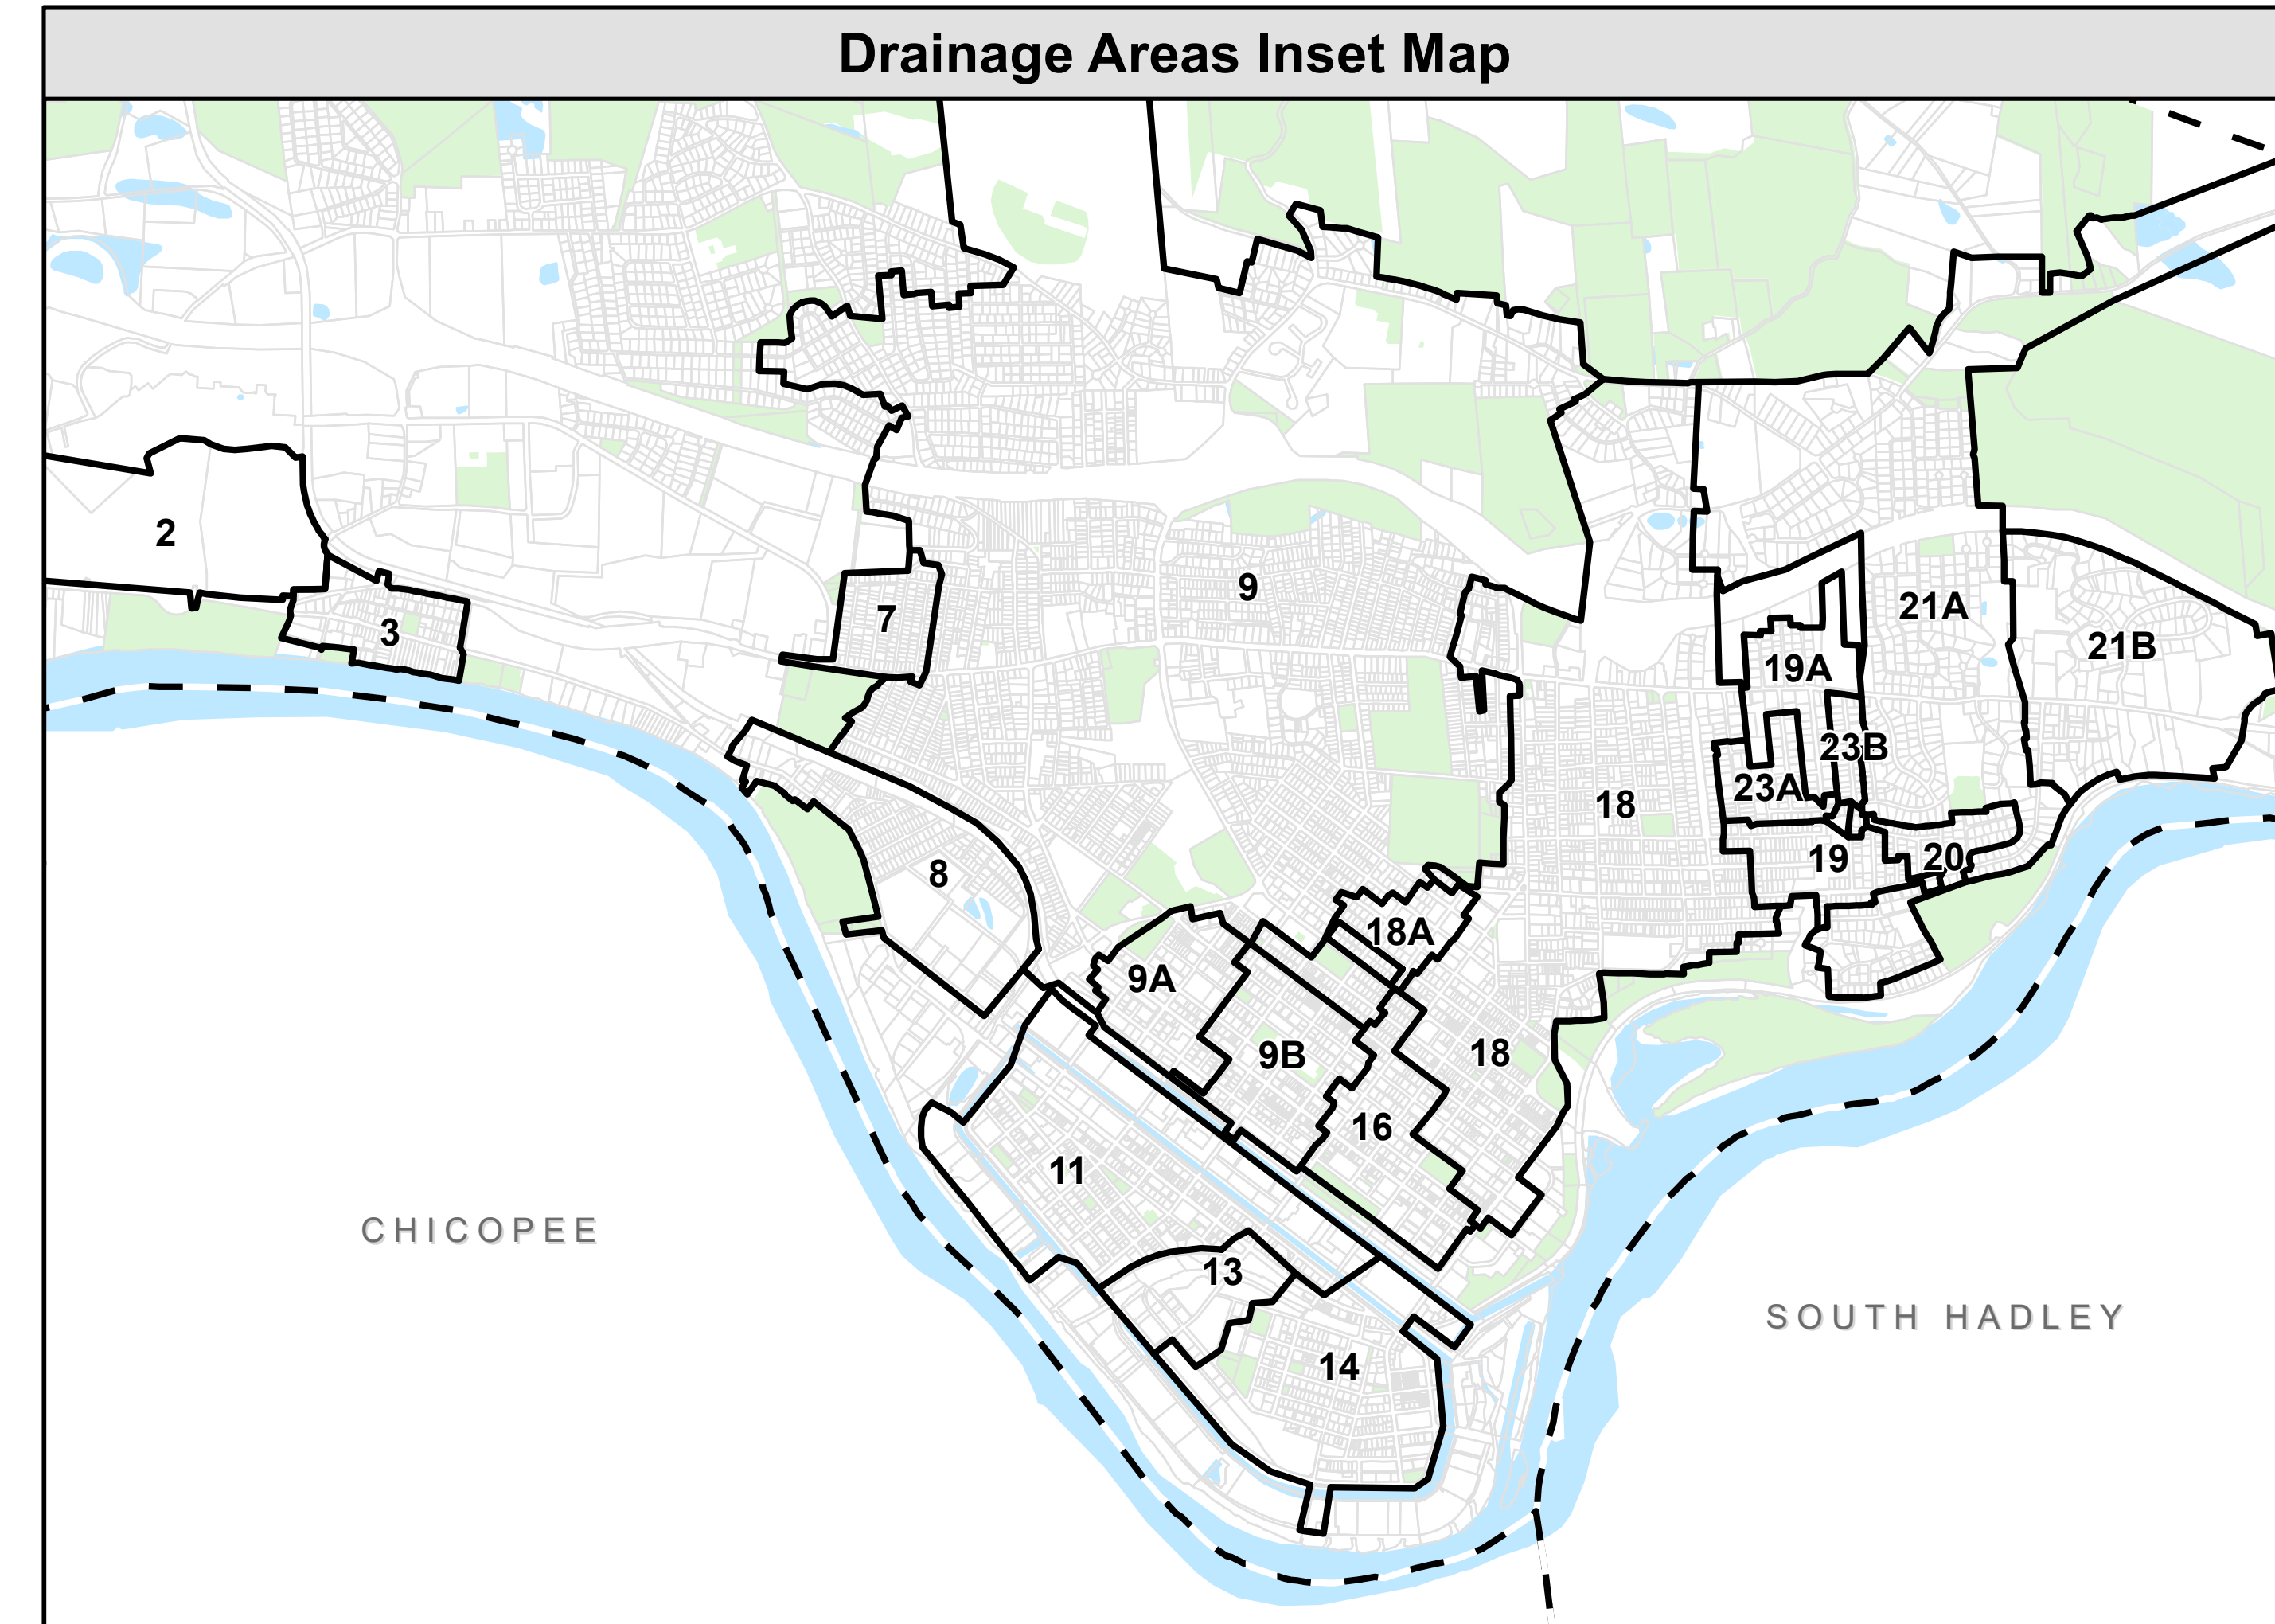 Drainage Areas Inset Map
2
3
7
9
21A
21B
19A
23B
23A
18
19
20
8
18A
9A
9B
18
16
11
13
14
CHICOPEE
SOUTH HADLEY